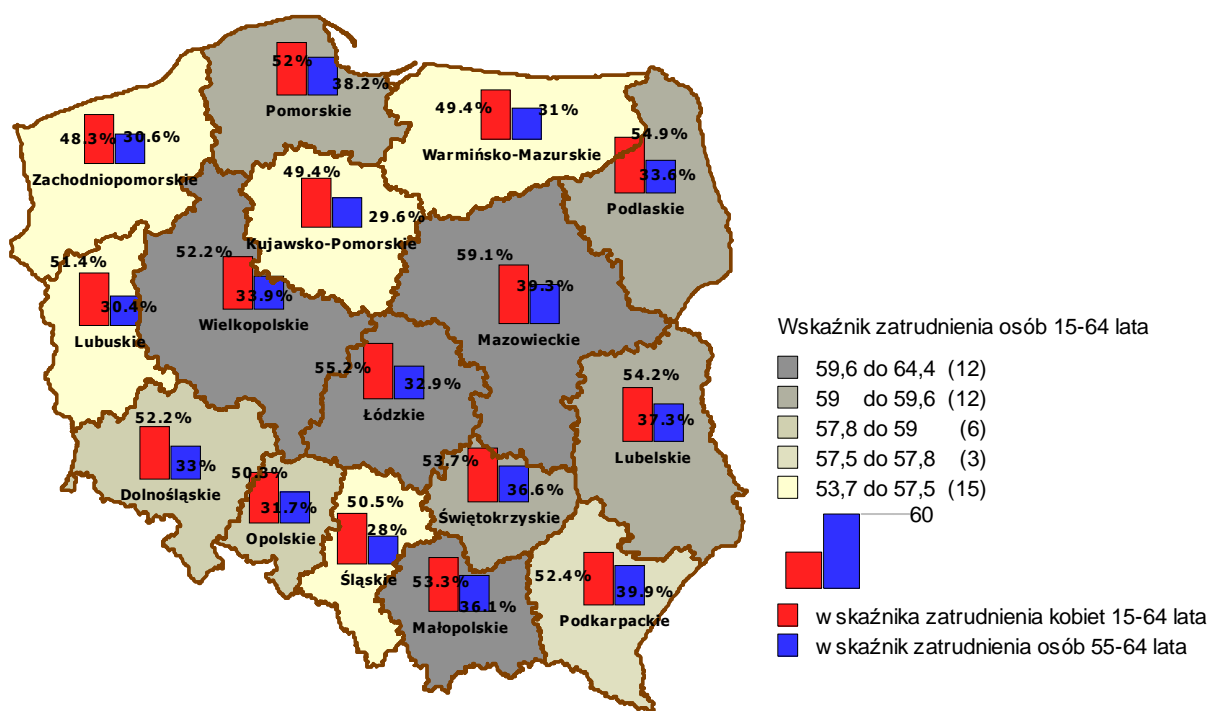 52%
38.2%
Pomorskie
49.4%
31%
Warmińsko-Mazurskie
48.3%
30.6%
Zachodniopomorskie
54.9%
33.6%
Podlaskie
49.4%
29.6%
Kujawsko-Pomorskie
51.4%
30.4%
Lubuskie
52.2%
33.9%
Wielkopolskie
59.1%
39.3%
Mazowieckie
55.2%
32.9%
Łódzkie
54.2%
37.3%
Lubelskie
52.2%
33%
Dolnośląskie
50.3%
31.7%
Opolskie
50.5%
28%
Śląskie
53.7%
36.6%
Świętokrzyskie
53.3%
36.1%
Małopolskie
52.4%
39.9%
Podkarpackie
Wskaźnik zatrudnienia osób 15-64 lata
59,6 do 64,4 (12)
59 do 59,6 (12)
57,8 do 59 (6)
57,5 do 57,8 (3)
53,7 do 57,5 (15)
60
wskaźnika zatrudnienia kobiet 15-64 lata
wskaźnik zatrudnienia osób 55-64 lata